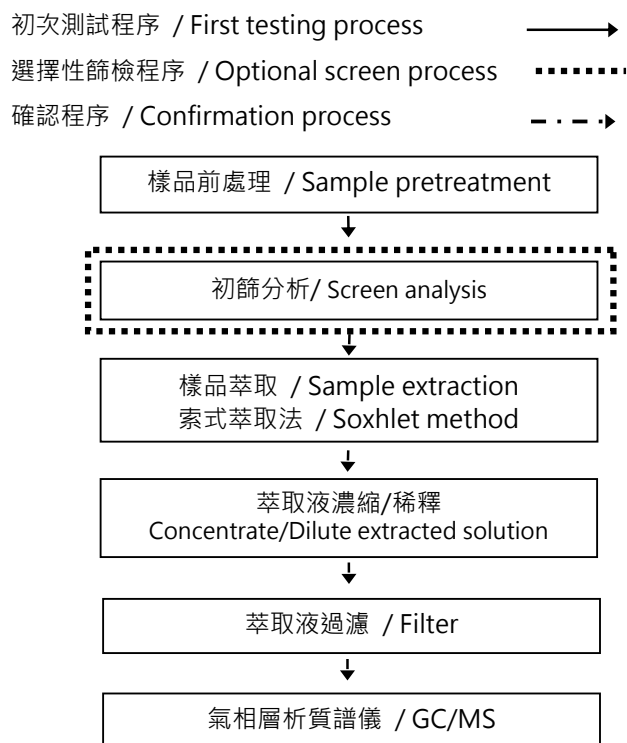 初次測試程序 / First testing process
選擇性篩檢程序 / Optional screen process
確認程序 / Confirmation process
樣品前處理 / Sample pretreatment
初篩分析/ Screen analysis
樣品萃取 / Sample extraction
索式萃取法 / Soxhlet method
萃取液濃縮/稀釋
Concentrate/Dilute extracted solution
萃取液過濾 / Filter
氣相層析質譜儀 / GC/MS